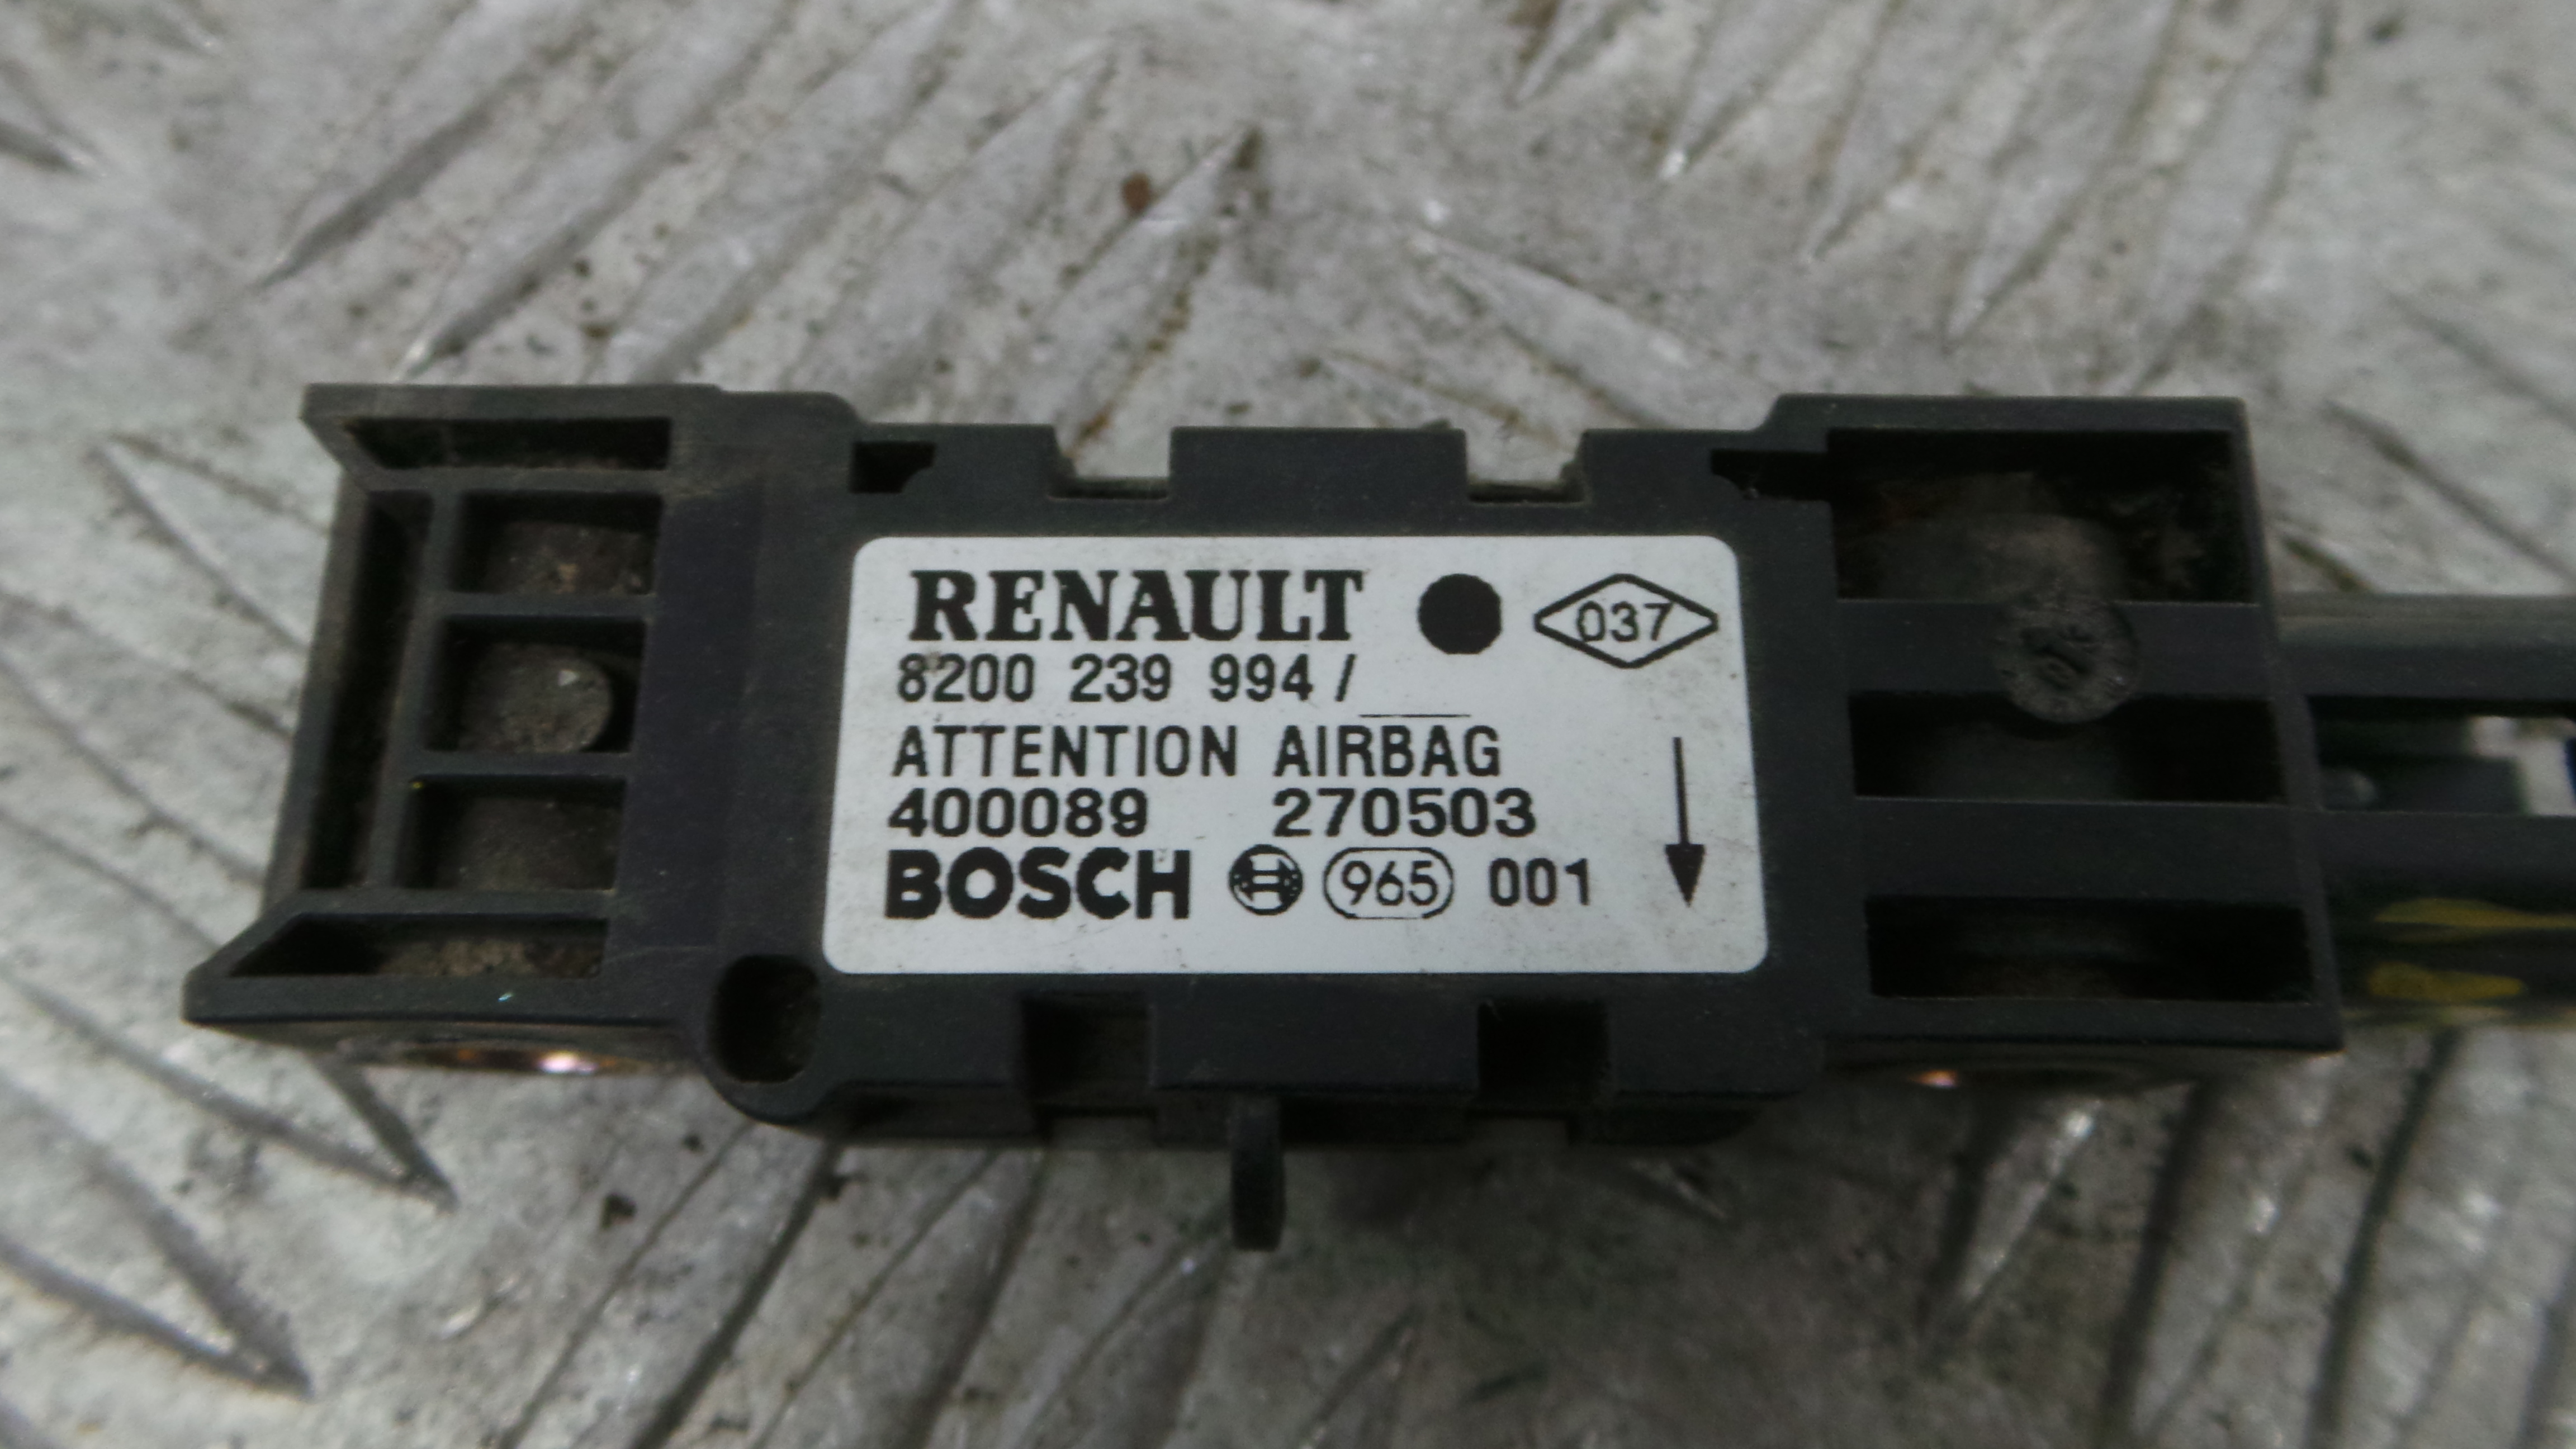 RENAULT 037
8200 239 994 /
ATTENTION AIRBAG
400089 270503
BOSCH 965 001